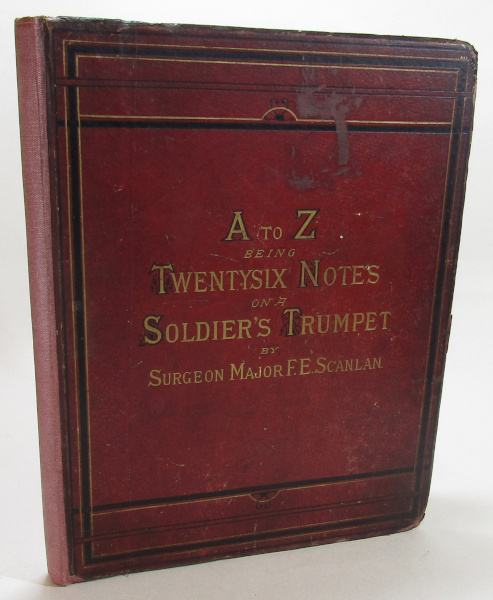 A TO Z
BEING
TWENTYSIX NOTES
ON A
SOLDIER'S TRUMPET
BY
SURGEON MAJOR F.E. SCANLAN